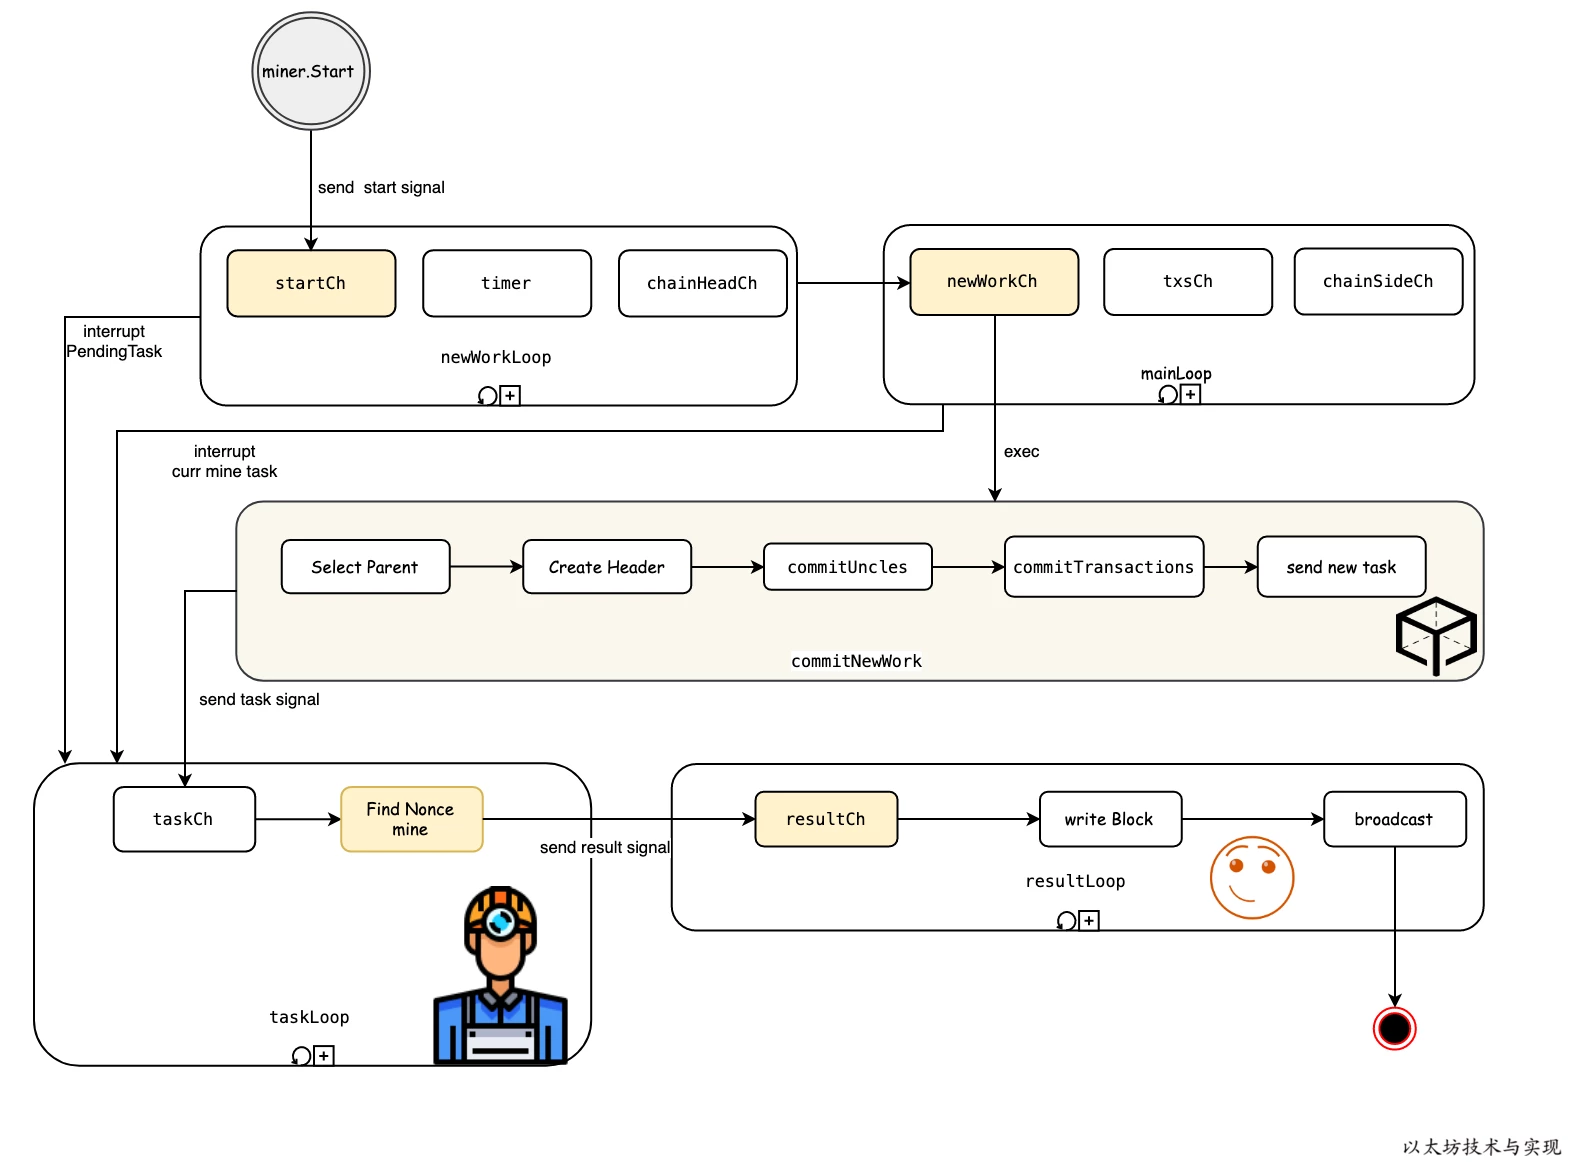 miner.Start
send  start signal
startCh
timer
chainHeadCh
newWorkLoop
newWorkCh
txsCh
chainSideCh
mainLoop
interrupt
PendingTask
interrupt
curr mine task
exec
Select Parent
Create Header
commitUncles
commitTransactions
send new task
commitNewWork
send task signal
taskCh
Find Nonce
mine
send result signal
taskLoop
resultCh
write Block
broadcast
resultLoop
以太坊技术与实现